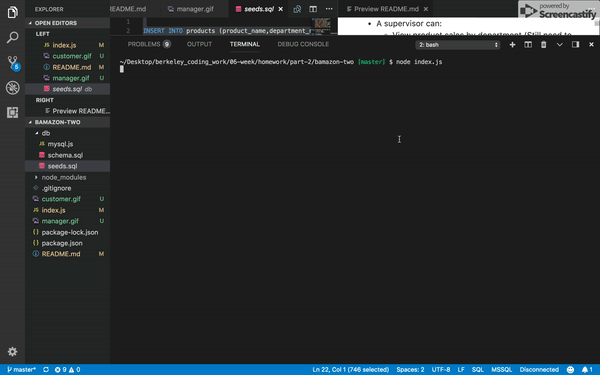 EXPLORER
README.md
manager.gif
seeds.sql
Preview README.md
powered by
Screencastify
OPEN EDITORS
LEFT
JS index.js M
customer.gif U
README.md M
manager.gif U
seeds.sql db
RIGHT
Preview README....
BAMAZON-TWO
db
mysql.js
schema.sql
seeds.sql
node_modules
.gitignore
customer.gif U
JS index.js M
manager.gif U
package-lock.json
package.json
README.md M
1
2 INSERT INTO products (product_name,department_
• A supervisor can:
View product sales by department (Still need to
PROBLEMS 9 OUTPUT TERMINAL DEBUG CONSOLE 2: bash
~/Desktop/berkeley_coding_work/06-week/homework/part-2/bamazon-two [master] $ node index.js
5
master* 9 0 Ln 22, Col 1 (746 selected) Spaces: 2 UTF-8 LF SQL MSSQL Disconnected 1